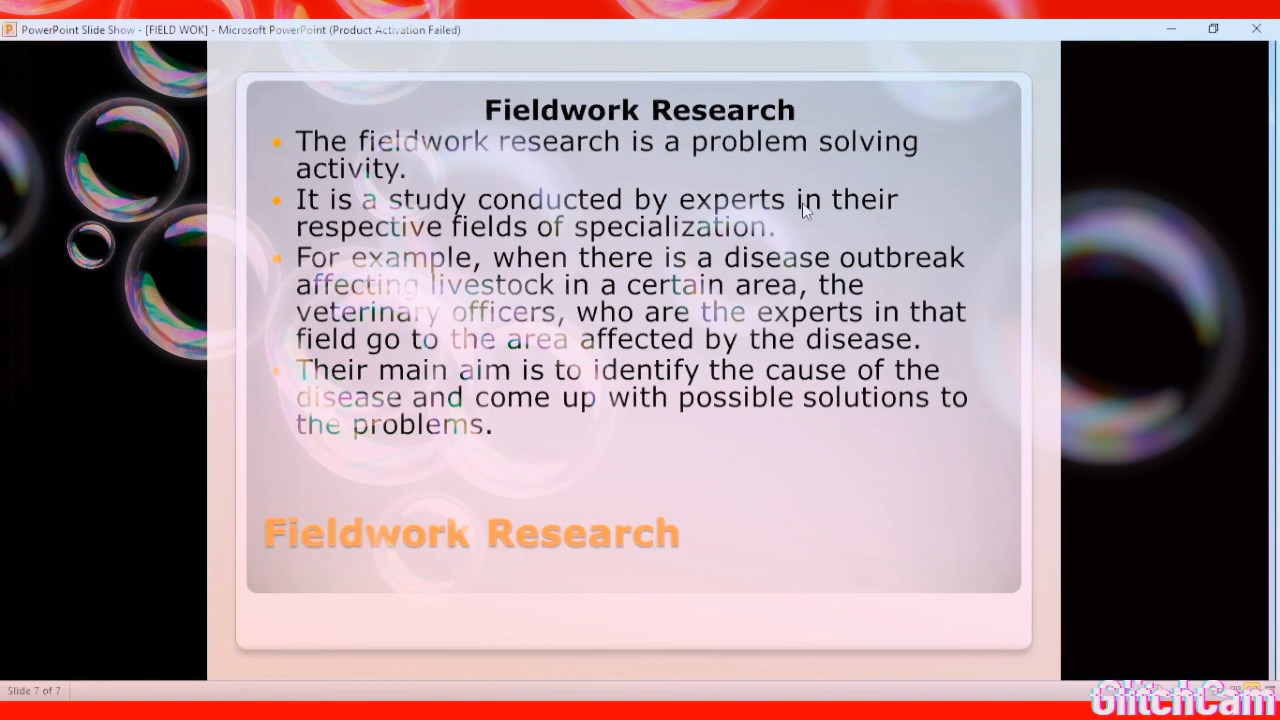 PowerPoint Slide Show - [FIELD WOK] - Microsoft PowerPoint (Product Activation Failed)
Fieldwork Research
• The fieldwork research is a problem solving
activity.
• It is a study conducted by experts in their
respective fields of specialization.
• For example, when there is a disease outbreak
affecting livestock in a certain area, the
veterinary officers, who are the experts in that
field go to the area affected by the disease.
• Their main aim is to identify the cause of the
disease and come up with possible solutions to
the problems.
Fieldwork Research
Slide 7 of 7
GlitchCam